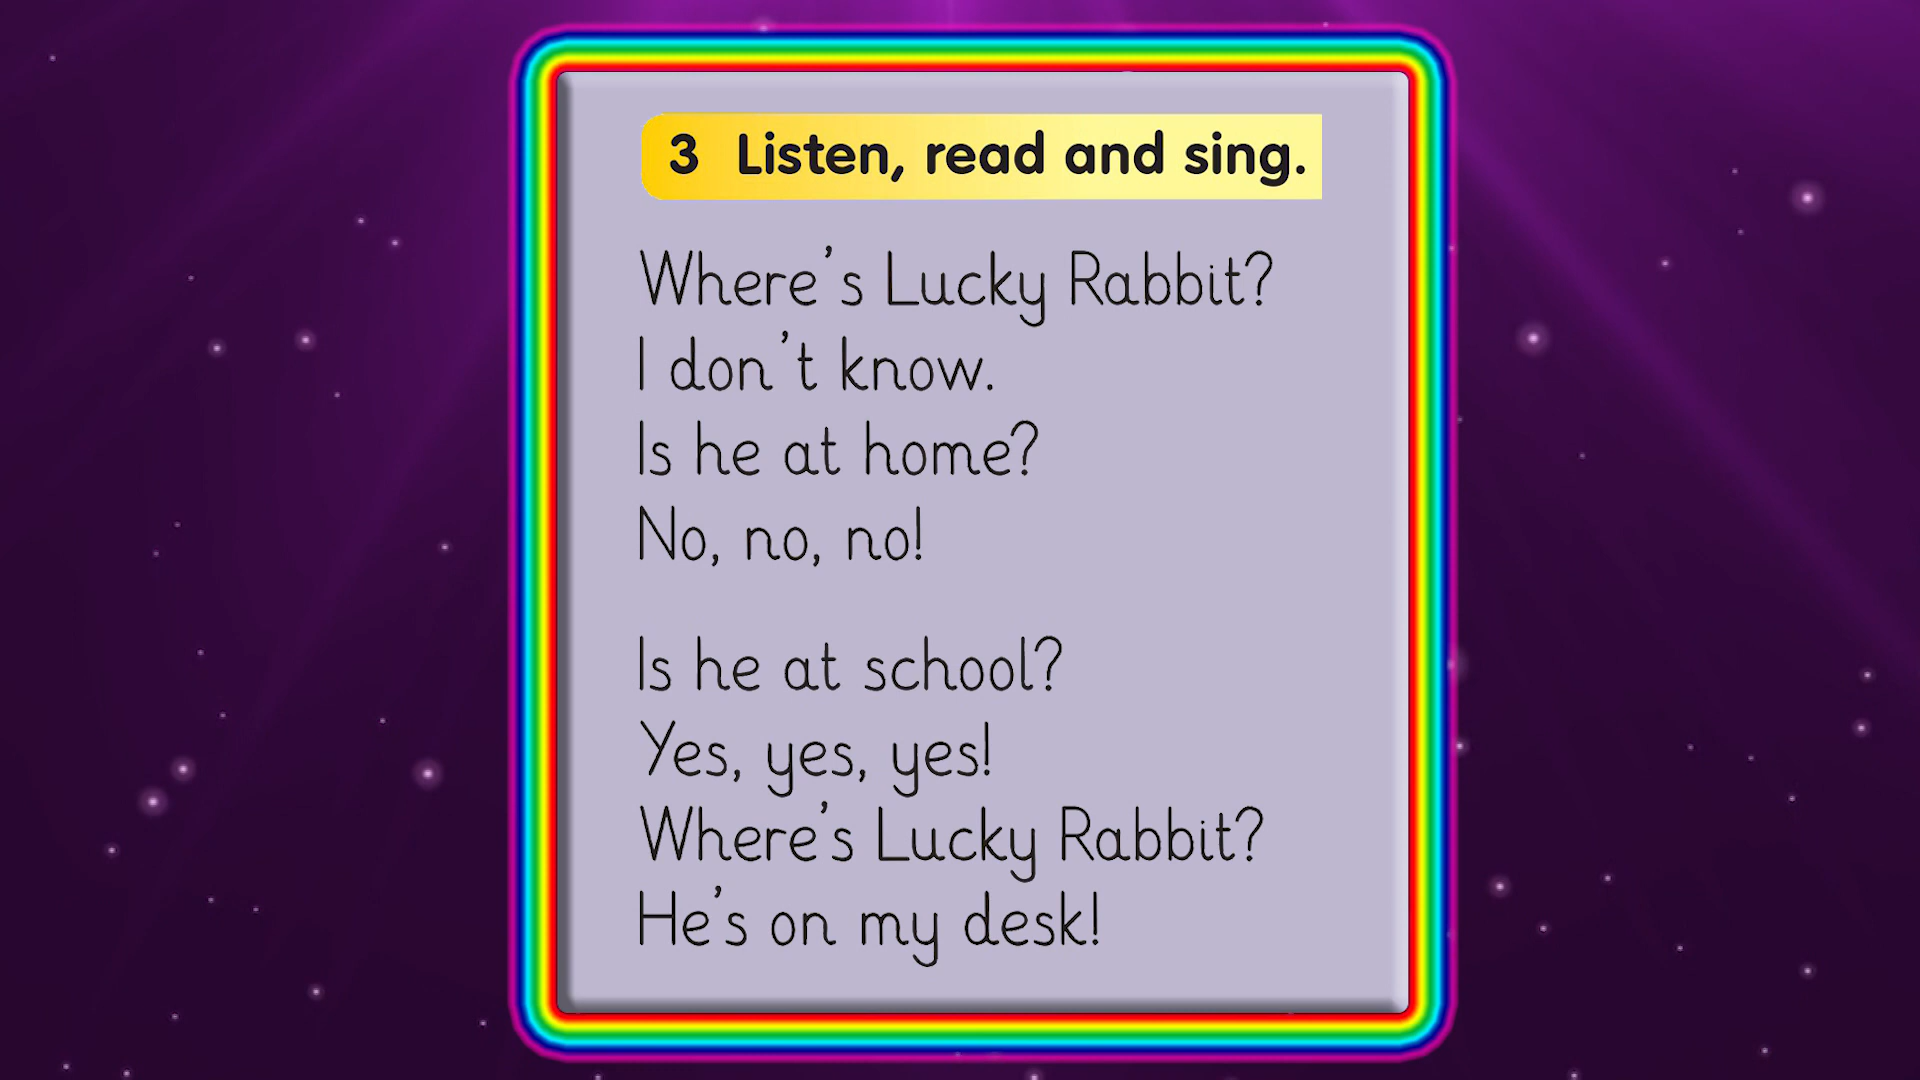 3 Listen, read and sing.
Where's Lucky Rabbit?
I don't know.
Is he at home?
No, no, no!
Is he at school?
Yes, yes, yes!
Where's Lucky Rabbit?
He's on my desk!